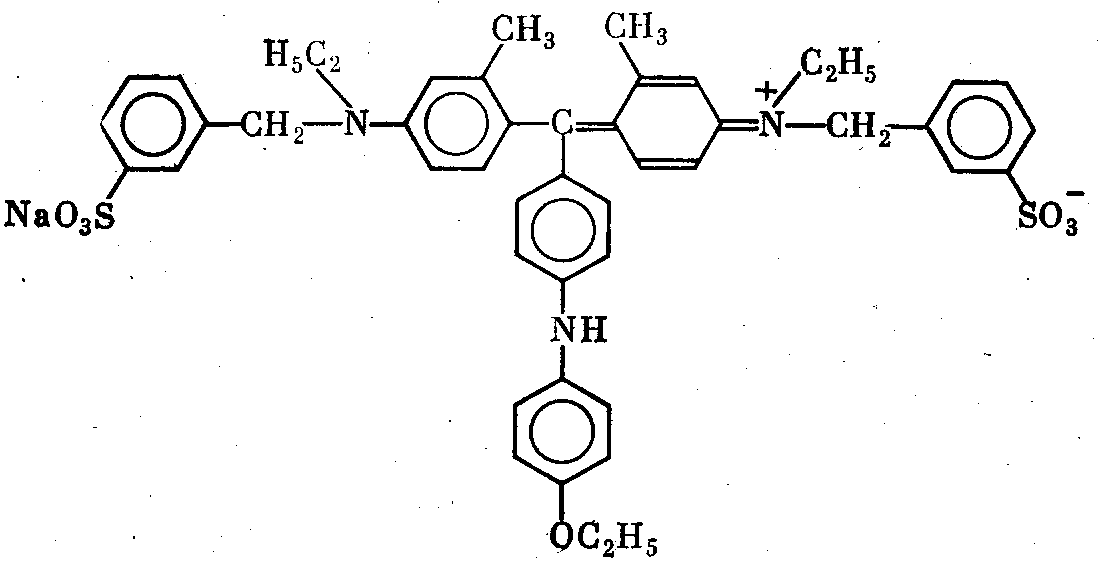 CH₃ CH₃
H₅C₂ C₂H₅
CH₂ N C + N CH₂
NaO₃S SO₃⁻
NH
OC₂H₅